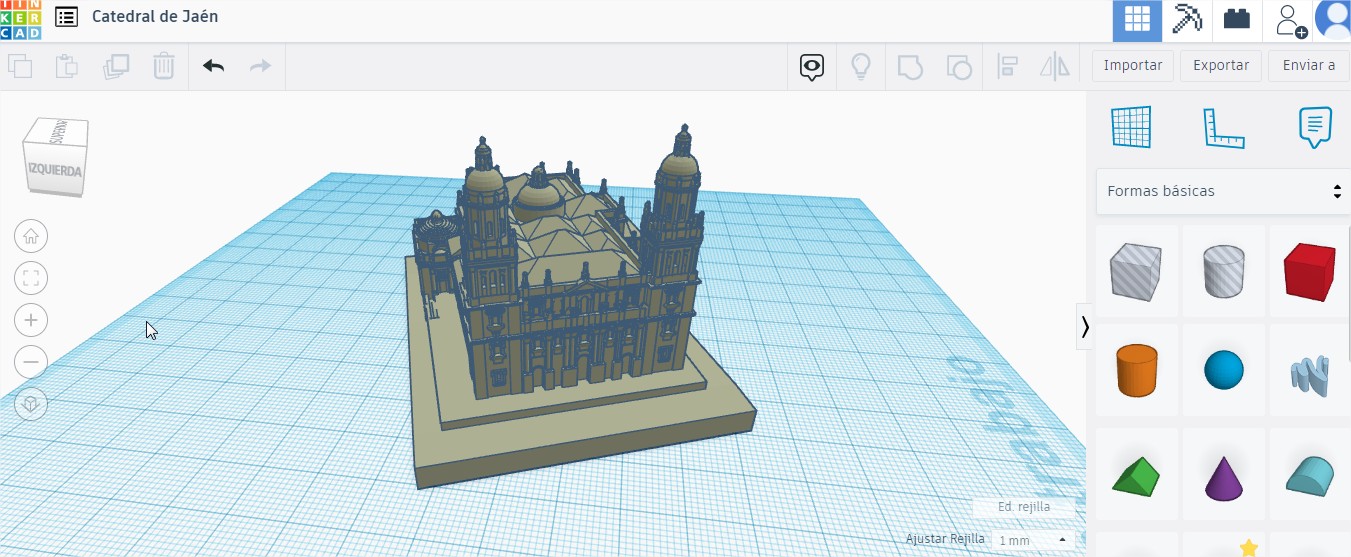 TIN
KER
CAD
Catedral de Jaén
Importar
Exportar
Enviar a
SUPERIOR
IZQUIERDA
Formas básicas
Ed. rejilla
Ajustar Rejilla
1 mm